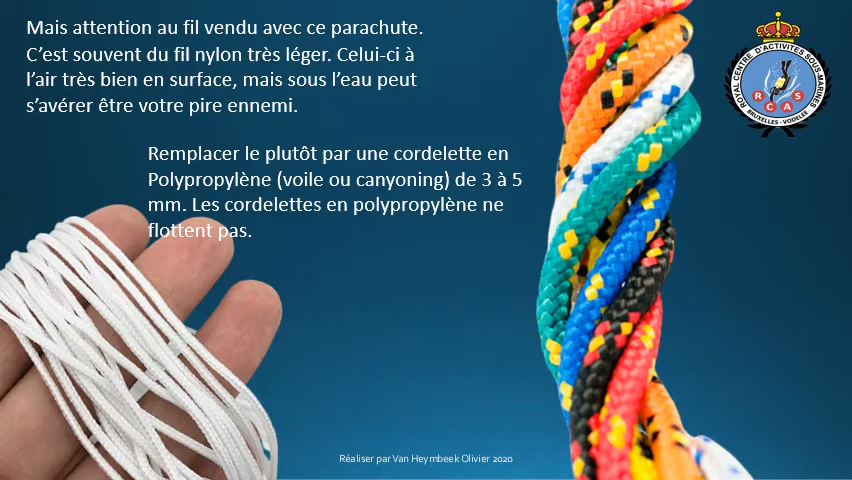 Mais attention au fil vendu avec ce parachute.
C'est souvent du fil nylon très léger. Celui-ci à
l'air très bien en surface, mais sous l'eau peut
s'avérer être votre pire ennemi.
Remplacer le plutôt par une cordelette en
Polypropylène (voile ou canyoning) de 3 à 5
mm. Les cordelettes en polypropylène ne
flottent pas.
ROYAL CENTRE D'ACTIVITES SOUS-MARINES
R C A S
BRUXELLES - VODELEE
Réaliser par Van Heymbeek Olivier 2020